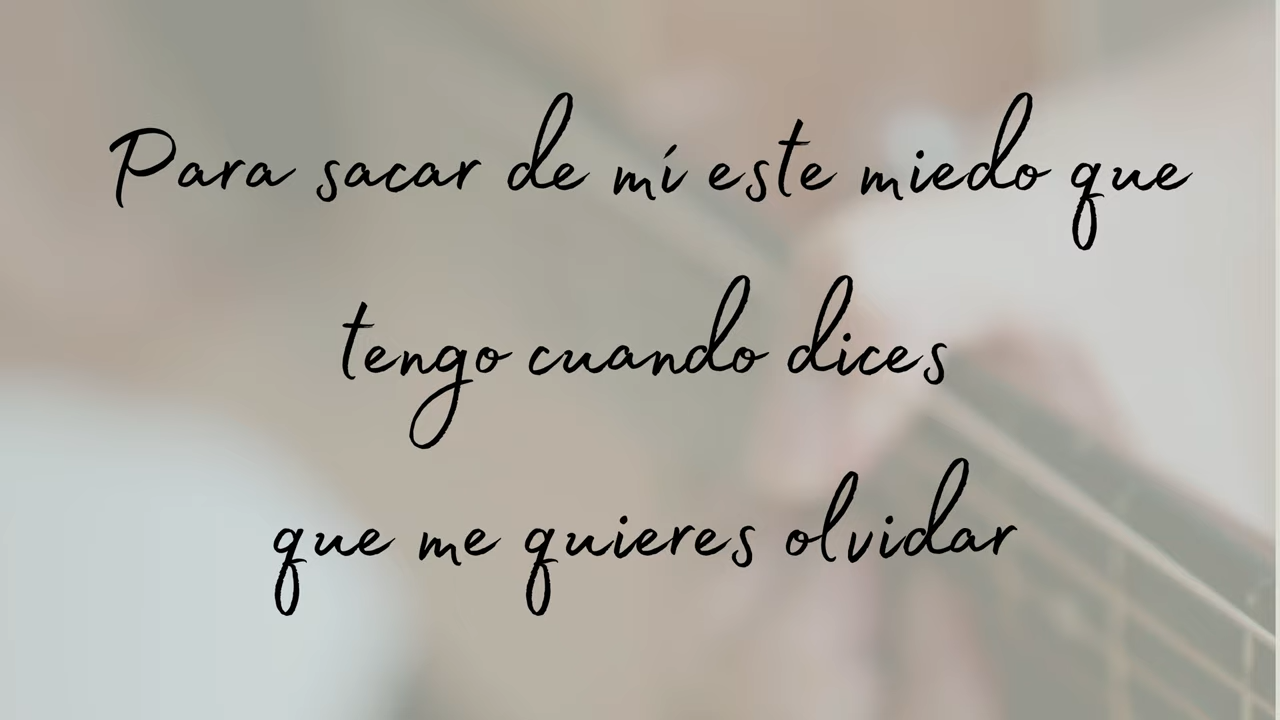 Para sacar de mí este miedo que
tengo cuando dices
que me quieres olvidar